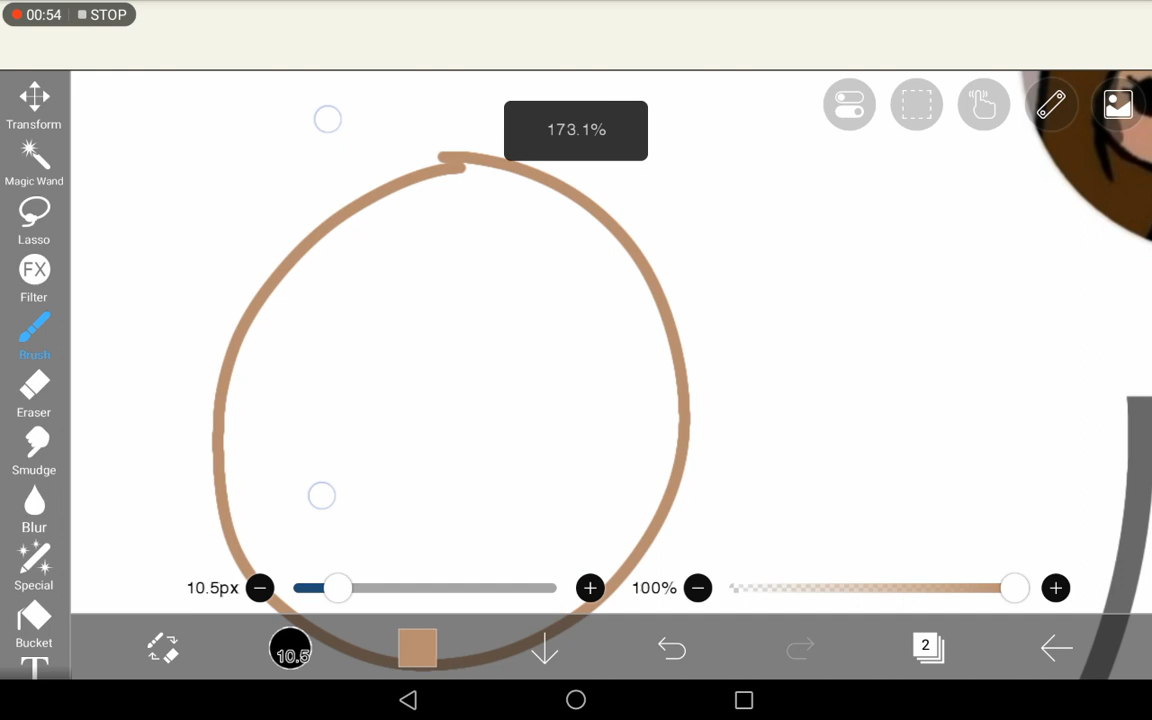 00:54 STOP
Transform
173.1%
Magic Wand
Lasso
FX
Filter
Brush
Eraser
Smudge
Blur
Special
10.5px
100%
Bucket
10.5
2
T